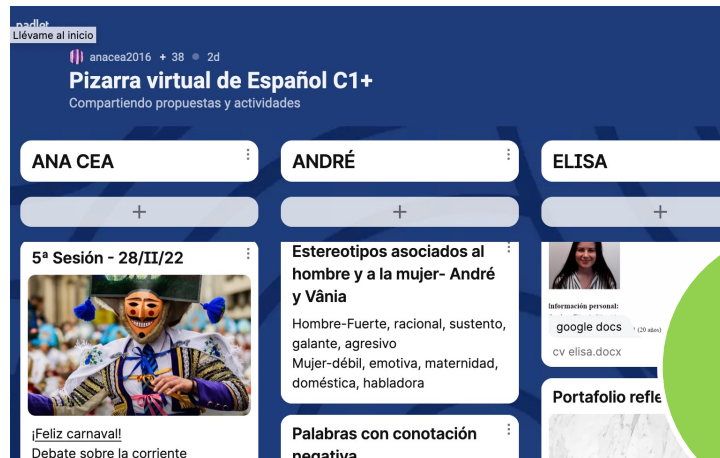 padlet
Llévame al inicio
anacea2016 + 38 2d
Pizarra virtual de Español C1+
Compartiendo propuestas y actividades
ANA CEA
+
5ª Sesión - 28/II/22
¡Feliz carnaval!
Debate sobre la corriente
ANDRÉ
+
Estereotipos asociados al
hombre y a la mujer- André
y Vânia
Hombre-Fuerte, racional, sustento,
galante, agresivo
Mujer-débil, emotiva, maternidad,
doméstica, habladora
Palabras con conotación
negativa
ELISA
+
Información personal:
google docs
(20 años)
cv elisa.docx
Portafolio refle